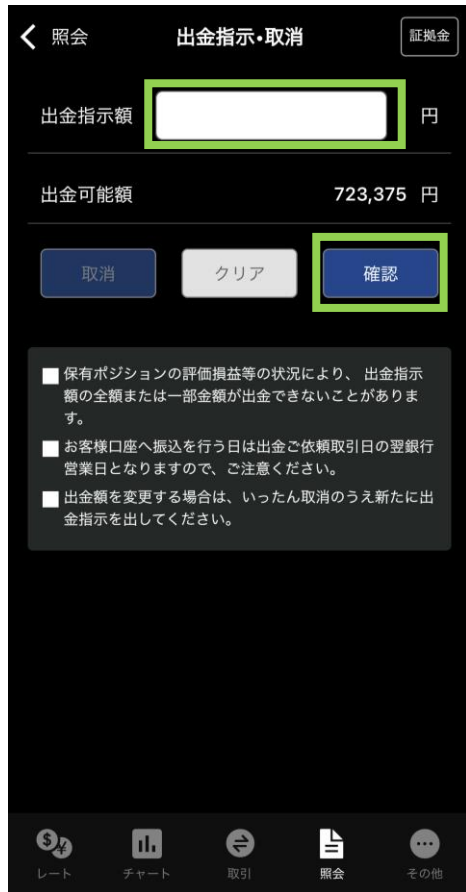 照会 出金指示・取消 証拠金
出金指示額 円
出金可能額 723,375 円
取消 クリア 確認
保有ポジションの評価損益等の状況により、 出金指示
額の全額または一部金額が出金できないことがありま
す。
お客様口座へ振込を行う日は出金ご依頼取引日の翌銀行
営業日となりますので、ご注意ください。
出金額を変更する場合は、いったん取消のうえ新たに出
金指示を出してください。
レート チャート 取引 照会 その他